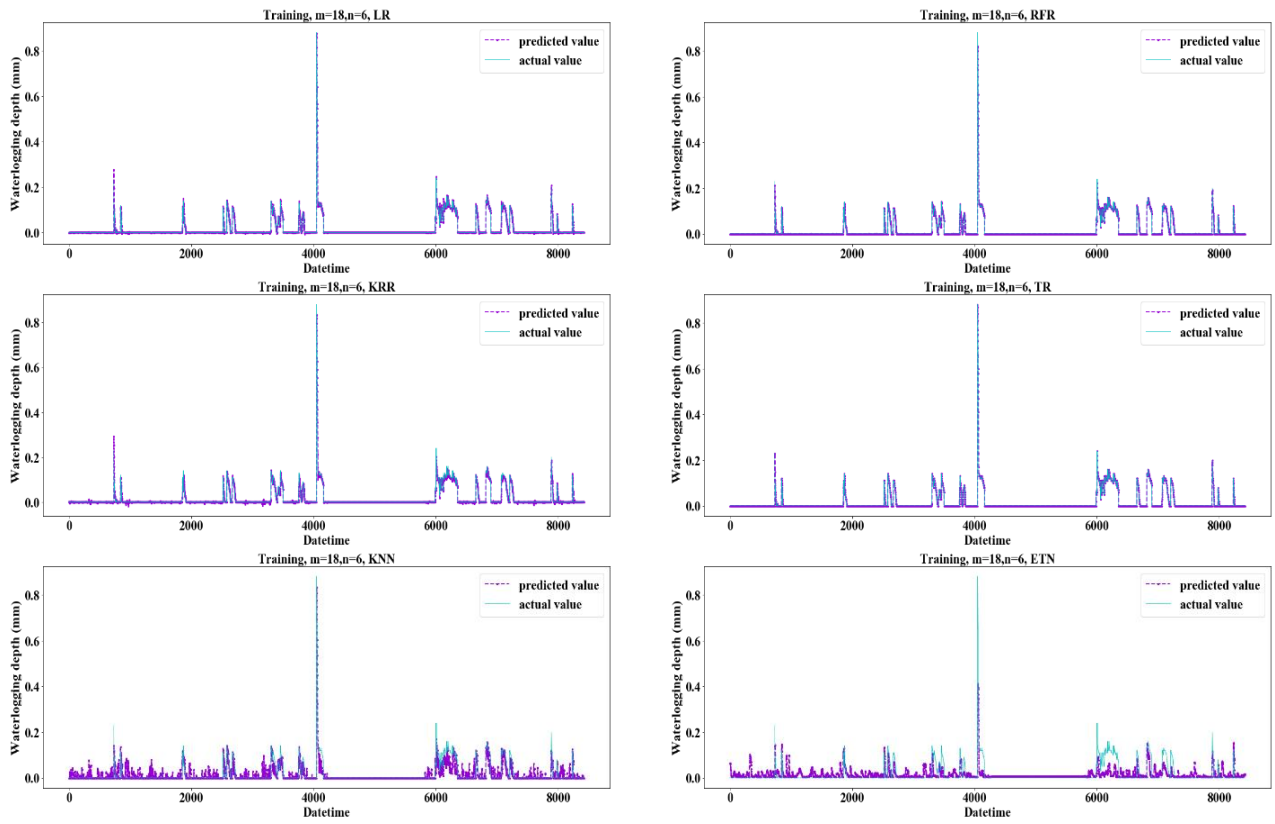 Training, m=18,n=6, LR
Waterlogging depth (mm)
0.8
0.6
0.4
0.2
0.0
predicted value
actual value
0 2000 4000 6000 8000
Datetime
Training, m=18,n=6, RFR
Waterlogging depth (mm)
0.8
0.6
0.4
0.2
0.0
predicted value
actual value
0 2000 4000 6000 8000
Datetime
Training, m=18,n=6, KRR
Waterlogging depth (mm)
0.8
0.6
0.4
0.2
0.0
predicted value
actual value
0 2000 4000 6000 8000
Datetime
Training, m=18,n=6, TR
Waterlogging depth (mm)
0.8
0.6
0.4
0.2
0.0
predicted value
actual value
0 2000 4000 6000 8000
Datetime
Training, m=18,n=6, KNN
Waterlogging depth (mm)
0.8
0.6
0.4
0.2
0.0
predicted value
actual value
0 2000 4000 6000 8000
Datetime
Training, m=18,n=6, ETN
Waterlogging depth (mm)
0.8
0.6
0.4
0.2
0.0
predicted value
actual value
0 2000 4000 6000 8000
Datetime